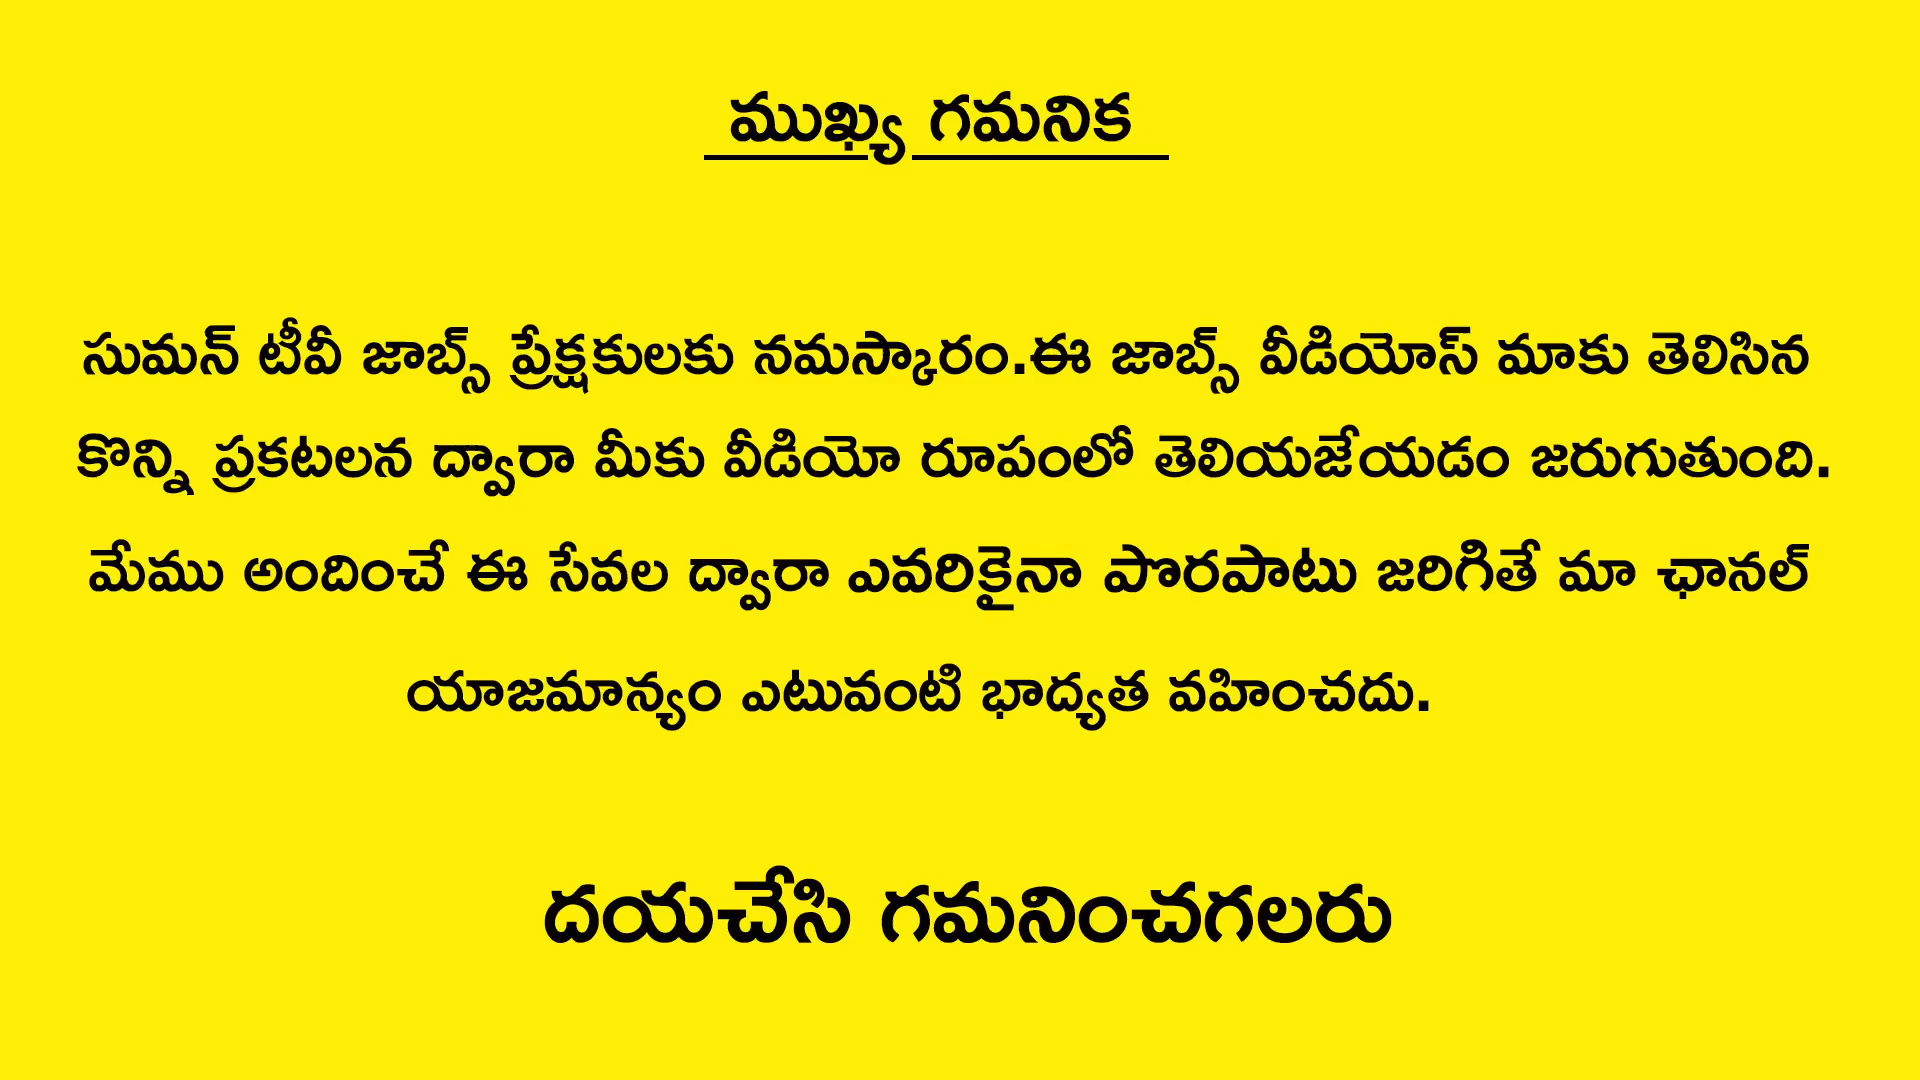 ముఖ్య గమనిక
సుమన్ టీవీ జాబ్స్ ప్రేక్షకులకు నమస్కారం.ఈ జాబ్స్ వీడియోస్ మాకు తెలిసిన
కొన్ని ప్రకటలన ద్వారా మీకు వీడియో రూపంలో తెలియజేయడం జరుగుతుంది.
మేము అందించే ఈ సేవల ద్వారా ఎవరికైనా పొరపాటు జరిగితే మా ఛానల్
యాజమాన్యం ఎటువంటి భాద్యత వహించదు.
దయచేసి గమనించగలరు